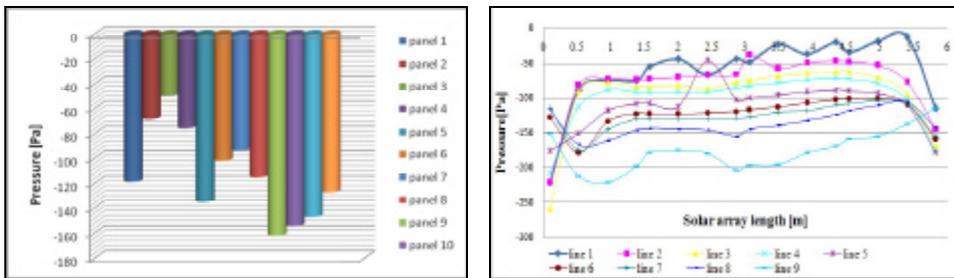 0
-20
-40
-60
-80
-100
-120
-140
-160
-180
Pressure [Pa]
panel 1
panel 2
panel 3
panel 4
panel 5
panel 6
panel 7
panel 8
panel 9
panel 10
0
-50
-100
-150
-200
-250
-300
Pressure[Pa]
0 0.5 1 1.5 2 2.5 3 3.5 4 4.5 5 5.5 6
Solar array length [m]
line 1 line 2 line 3 line 4 line 5
line 6 line 7 line 8 line 9